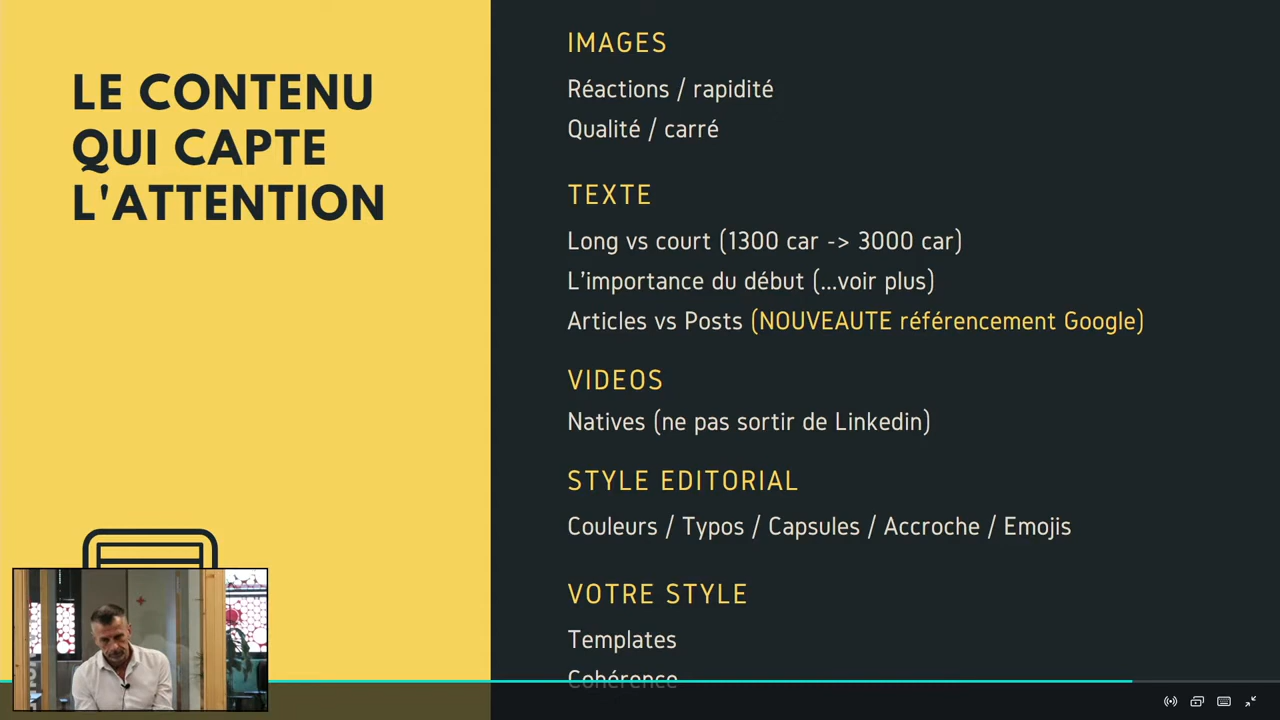 LE CONTENU
QUI CAPTE
L'ATTENTION
IMAGES
Réactions / rapidité
Qualité / carré
TEXTE
Long vs court (1300 car -> 3000 car)
L’importance du début (...voir plus)
Articles vs Posts (NOUVEAUTE référencement Google)
VIDEOS
Natives (ne pas sortir de Linkedin)
STYLE EDITORIAL
Couleurs / Typos / Capsules / Accroche / Emojis
VOTRE STYLE
Templates
Cohérence